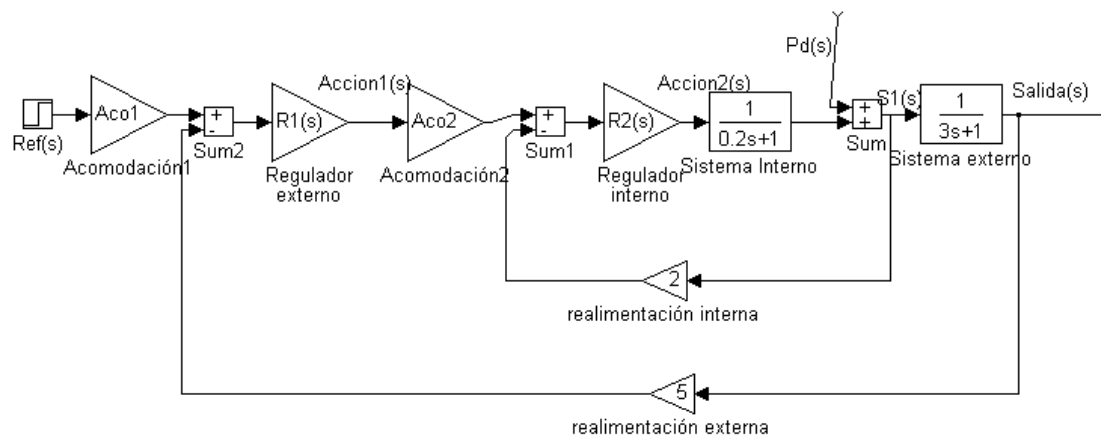 Pd(s)
Accion1(s)
Accion2(s)
S1(s)
Salida(s)
Aco1
+
-
R1(s)
Aco2
+
-
R2(s)
1
0.2s+1
+
+
1
3s+1
Ref(s)
Acomodación1
Sum2
Regulador
externo
Acomodación2
Sum1
Regulador
interno
Sistema Interno
Sum
Sistema externo
2
realimentación interna
5
realimentación externa